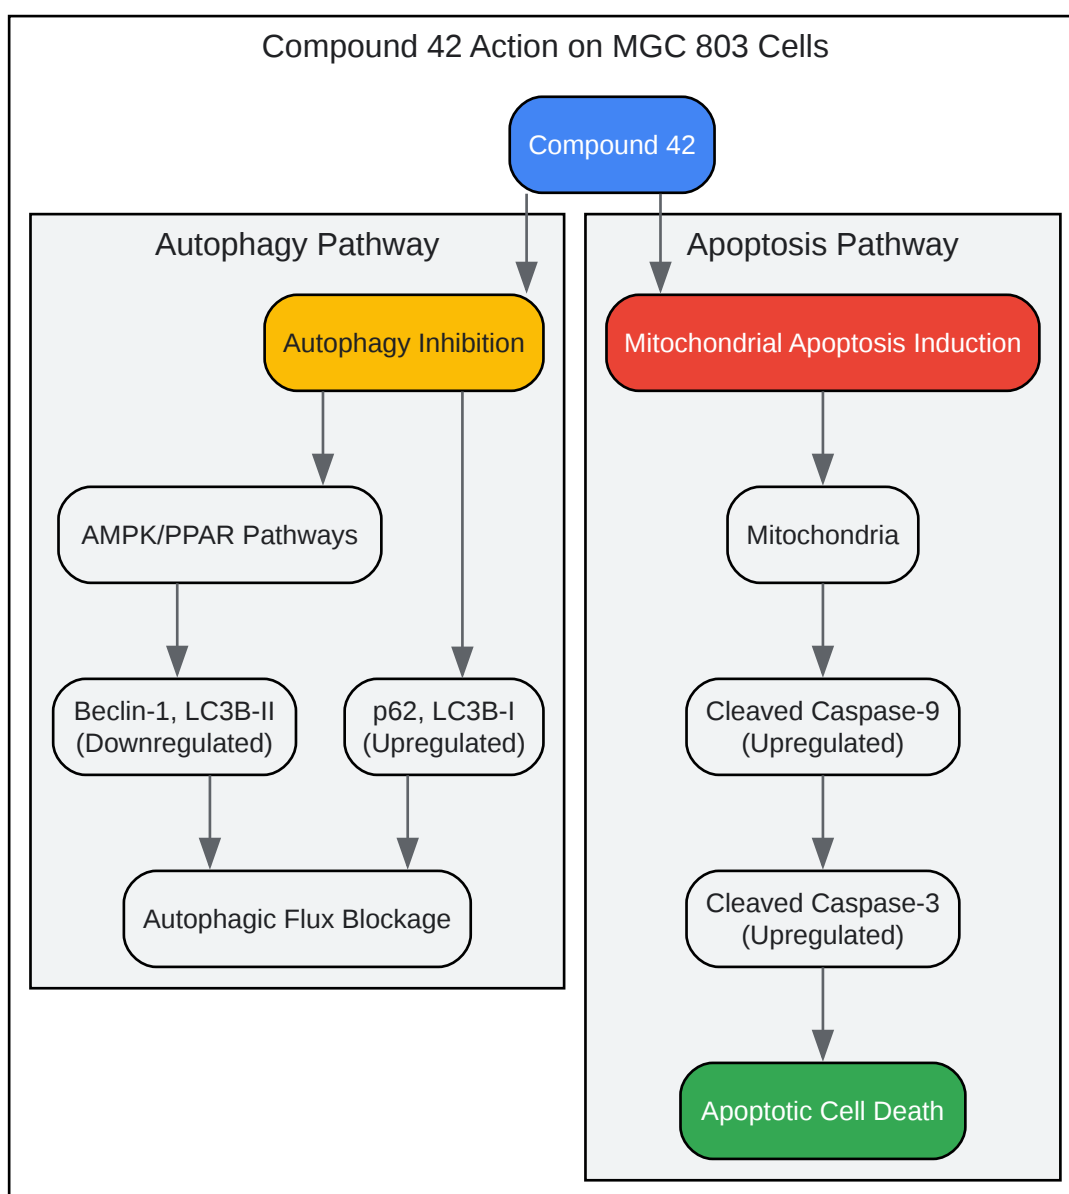 Compound 42 Action on MGC 803 Cells
Compound 42
Autophagy Pathway
Autophagy Inhibition
AMPK/PPAR Pathways
Beclin-1, LC3B-II
(Downregulated)
p62, LC3B-I
(Upregulated)
Autophagic Flux Blockage
Apoptosis Pathway
Mitochondrial Apoptosis Induction
Mitochondria
Cleaved Caspase-9
(Upregulated)
Cleaved Caspase-3
(Upregulated)
Apoptotic Cell Death